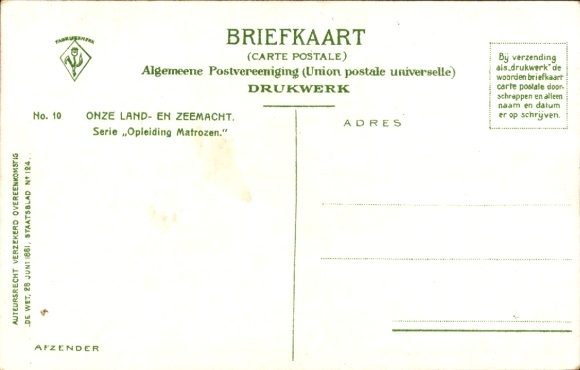 FABRIEKSMERK
BRIEFKAART
(CARTE POSTALE)
Algemeene Postvereeniging (Union postale universelle)
DRUKWERK
Bij verzending
als „drukwerk" de
woorden briefkaart
carte postale door-
schrappen en alleen
naam en datum
er op schrijven.
No. 10 ONZE LAND- EN ZEEMACHT.
Serie „Opleiding Matrozen."
ADRES
AUTEURSRECHT VERZEKERD OVEREENKOMSTIG
DE WET, 28 JUNI 1881, STAATSBLAD No 124.
AFZENDER